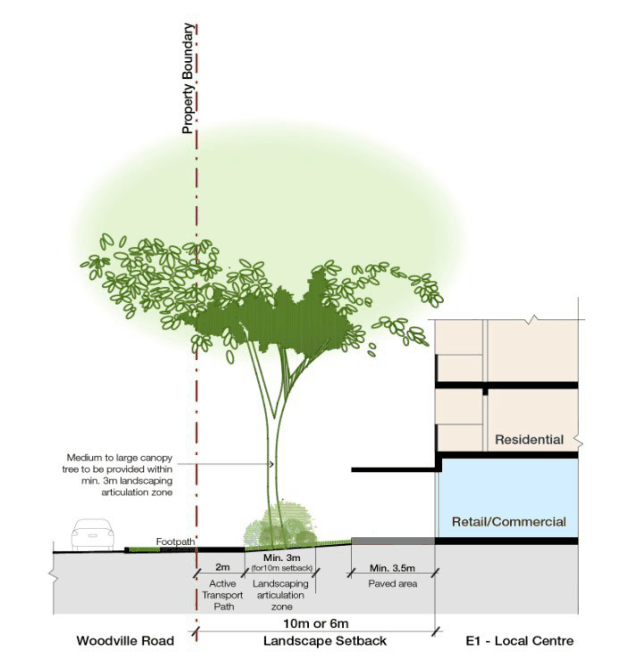 Property Boundary
Residential
Medium to large canopy
tree to be provided within
min. 3m landscaping
articulation zone
Retail/Commercial
Footpath
2m
Min. 3m
(for10m setback)
Min. 3.5m
Active
Transport
Path
Landscaping
articulation
zone
Paved area
10m or 6m
Woodville Road
Landscape Setback
E1 - Local Centre